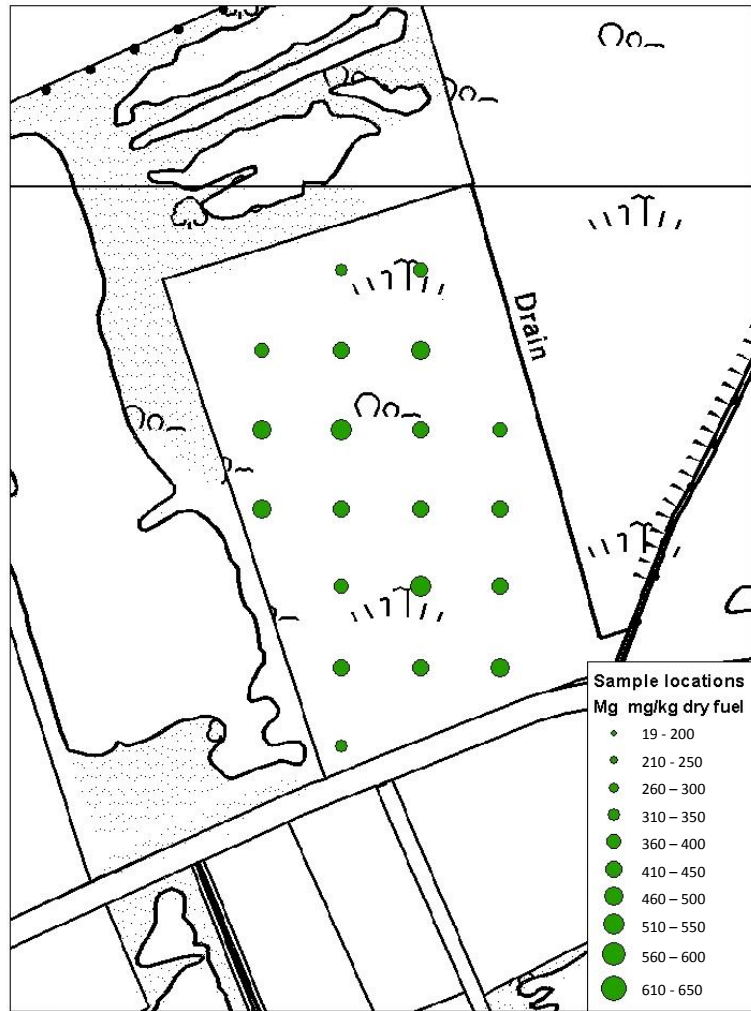 Drain
Sample locations
Mg mg/kg dry fuel
19 - 200
210 - 250
260 – 300
310 – 350
360 – 400
410 – 450
460 – 500
510 – 550
560 – 600
610 - 650